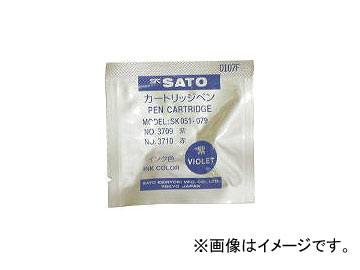 0107F
SK SATO
カートリッジペン
PEN CARTRIDGE
MODEL:SK051-079
NO.3709 紫
NO.3710 赤
インク色
INK COLOR
紫
VIOLET
SATO KEIRYOKI MFG. CO., LTD.
TOKYO JAPAN
※画像はイメージです。